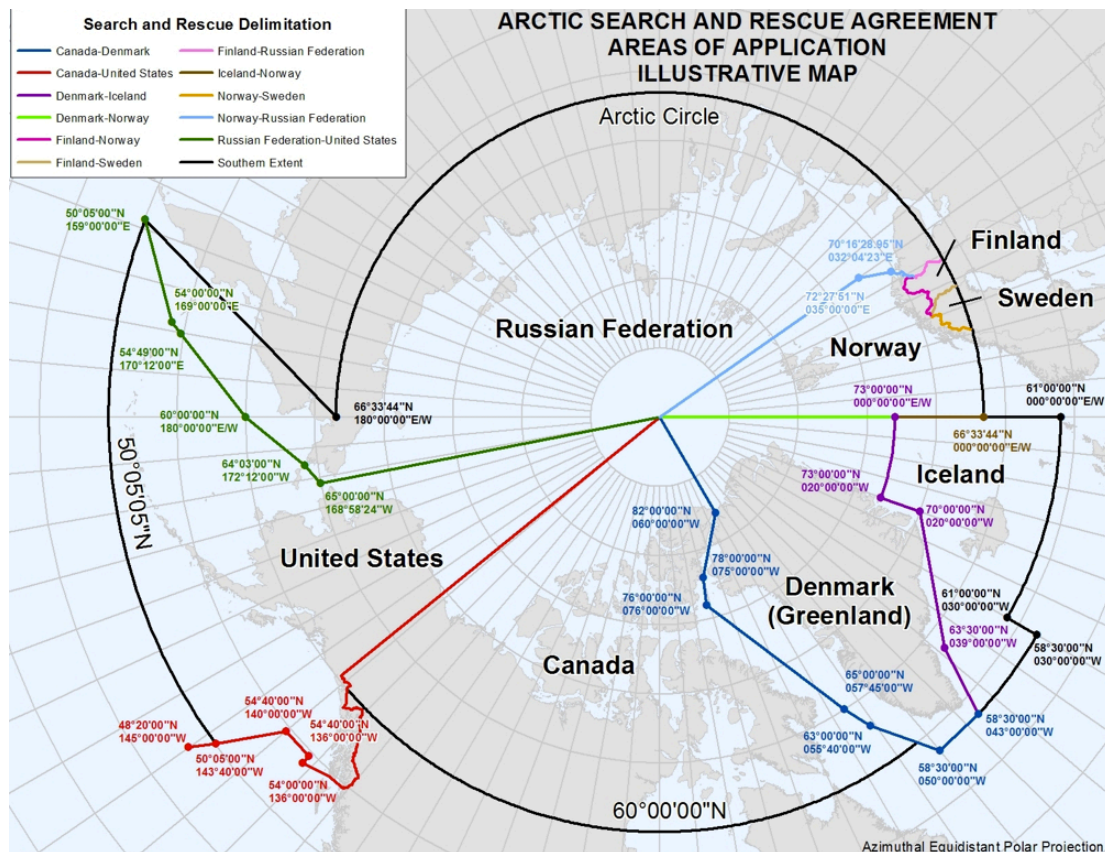 ARCTIC SEARCH AND RESCUE AGREEMENT
AREAS OF APPLICATION
ILLUSTRATIVE MAP
Search and Rescue Delimitation
Canada-Denmark
Canada-United States
Denmark-Iceland
Denmark-Norway
Finland-Norway
Finland-Sweden
Finland-Russian Federation
Iceland-Norway
Norway-Sweden
Norway-Russian Federation
Russian Federation-United States
Southern Extent
Arctic Circle
50°05'00"N
159°00'00"E
54°00'00"N
169°00'00"E
54°49'00"N
170°12'00"E
60°00'00"N
180°00'00"E/W
64°03'00"N
172°12'00"W
65°00'00"N
168°58'24"W
66°33'44"N
180°00'00"E/W
50°05'05"N
Russian Federation
70°16'28.95"N
032°04'23"E
72°27'51"N
035°00'00"E
Finland
Sweden
Norway
73°00'00"N
000°00'00"E/W
61°00'00"N
000°00'00"E/W
66°33'44"N
000°00'00"E/W
Iceland
73°00'00"N
020°00'00"W
70°00'00"N
020°00'00"W
82°00'00"N
060°00'00"W
78°00'00"N
075°00'00"W
76°00'00"N
076°00'00"W
United States
Denmark
(Greenland)
Canada
61°00'00"N
030°00'00"W
58°30'00"N
030°00'00"W
63°30'00"N
039°00'00"W
65°00'00"N
057°45'00"W
63°00'00"N
055°40'00"W
58°30'00"N
043°00'00"W
58°30'00"N
050°00'00"W
54°40'00"N
140°00'00"W
54°40'00"N
136°00'00"W
48°20'00"N
145°00'00"W
50°05'00"N
143°40'00"W
54°00'00"N
136°00'00"W
60°00'00"N
Azimuthal Equidistant Polar Projection